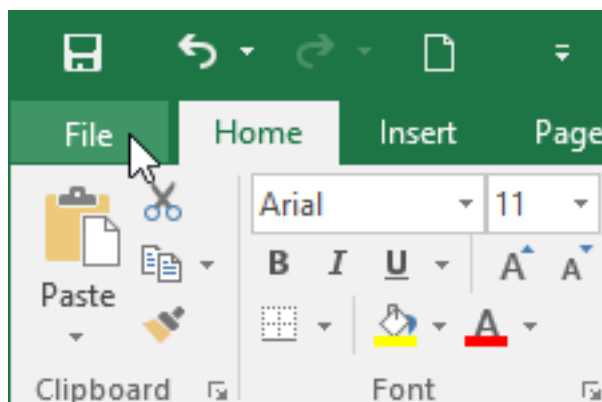 File Home Insert Page
Arial 11
B I U A A
Paste A
Clipboard Font